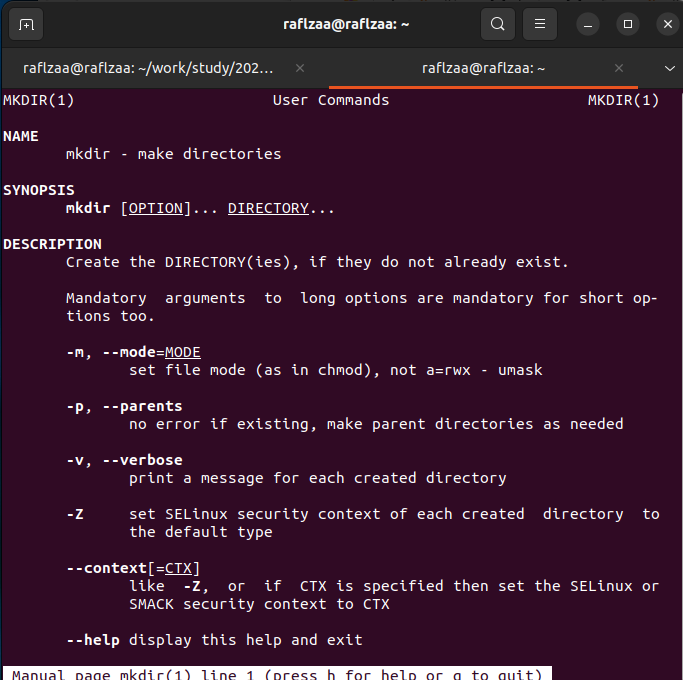 raflzaa@raflzaa: ~
raflzaa@raflzaa: ~/work/study/202...
raflzaa@raflzaa: ~
MKDIR(1) User Commands MKDIR(1)
NAME
mkdir - make directories
SYNOPSIS
mkdir [OPTION]... DIRECTORY...
DESCRIPTION
Create the DIRECTORY(ies), if they do not already exist.
Mandatory arguments to long options are mandatory for short op-
tions too.
-m, --mode=MODE
set file mode (as in chmod), not a=rwx - umask
-p, --parents
no error if existing, make parent directories as needed
-v, --verbose
print a message for each created directory
-Z set SELinux security context of each created directory to
the default type
--context[=CTX]
like -Z, or if CTX is specified then set the SELinux or
SMACK security context to CTX
--help display this help and exit
Manual page mkdir(1) line 1 (press h for help or q to quit)